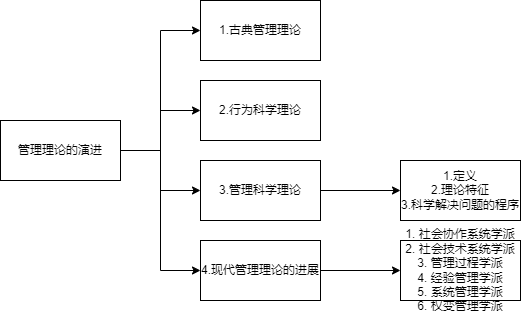 1.古典管理理论
2.行为科学理论
管理理论的演进
3.管理科学理论
1.定义
2.理论特征
3.科学解决问题的程序
4.现代管理理论的进展
1. 社会协作系统学派
2. 社会技术系统学派
3. 管理过程学派
4. 经验管理学派
5. 系统管理学派
6. 权变管理学派